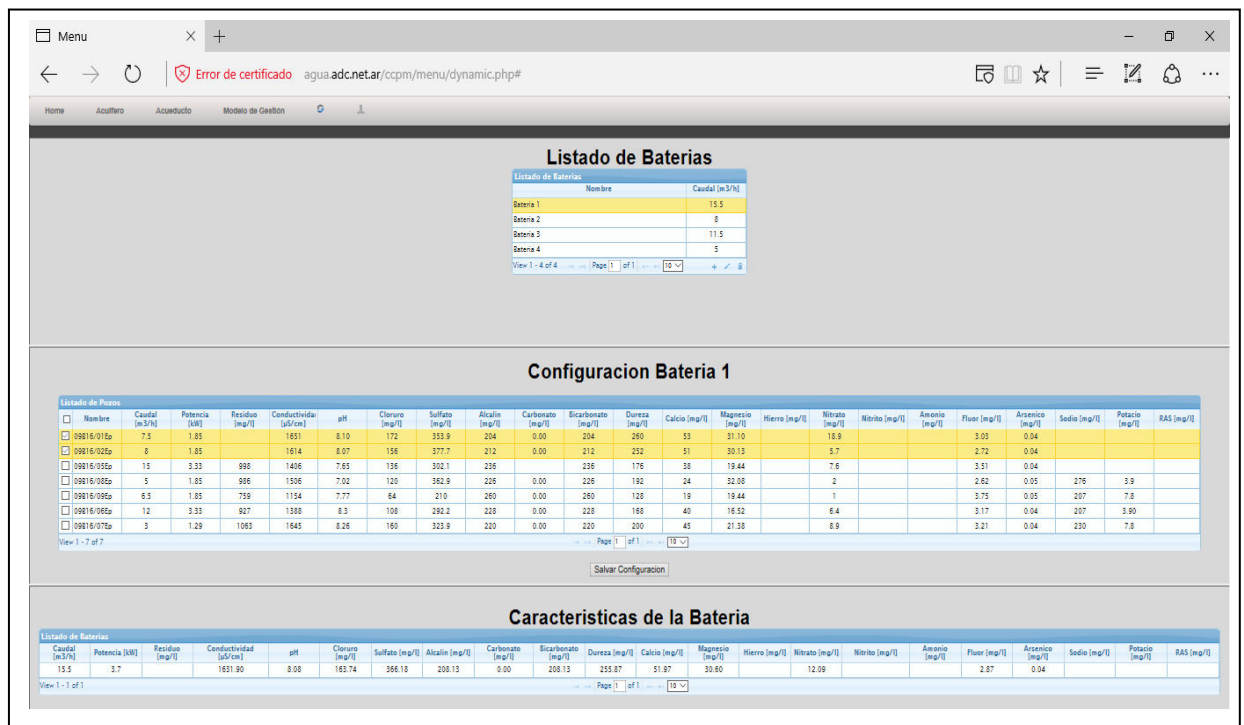 Menu
Error de certificado agua.adc.net.ar/ccpm/menu/dynamic.php#
Home Acuifero Acueducto Modelo de Gestión
Listado de Baterias
Listado de Baterias
Nombre Caudal [m3/h]
Bateria 1 15.5
Bateria 2 8
Bateria 3 11.5
Bateria 4 5
View 1 - 4 of 4 Page 1 of 1 10
Configuracion Bateria 1
Listado de Pozos
Nombre Caudal [m3/h] Potencia [kW] Residuo [mg/l] Conductividad [µS/cm] pH Cloruro [mg/l] Sulfato [mg/l] Alcalin [mg/l] Carbonato [mg/l] Bicarbonato [mg/l] Dureza [mg/l] Calcio [mg/l] Magnesio [mg/l] Hierro [mg/l] Nitrato [mg/l] Nitrito [mg/l] Amonio [mg/l] Fluor [mg/l] Arsenico [mg/l] Sodio [mg/l] Potacio [mg/l] RAS [mg/l]
09816/01Ep 7.5 1.85 1651 8.10 172 353.9 204 0.00 204 260 53 31.10 18.9 3.03 0.04
09816/02Ep 8 1.85 1614 8.07 156 377.7 212 0.00 212 252 51 30.13 5.7 2.72 0.04
09816/05Ep 15 3.33 998 1406 7.65 136 302.1 236 236 176 38 19.44 7.6 3.51 0.04
09816/08Ep 5 1.85 986 1506 7.02 120 362.9 226 0.00 226 192 24 32.08 2 2.62 0.05 276 3.9
09816/09Ep 6.5 1.85 759 1154 7.77 64 210 260 0.00 260 128 19 19.44 1 3.75 0.05 207 7.8
09816/06Ep 12 3.33 927 1388 8.3 108 292.2 228 0.00 228 168 40 16.52 6.4 3.17 0.04 207 3.90
09816/07Ep 3 1.29 1063 1645 8.26 160 323.9 220 0.00 220 200 45 21.38 8.9 3.21 0.04 230 7.8
View 1 - 7 of 7 Page 1 of 1 10
Salvar Configuracion
Caracteristicas de la Bateria
Listado de Baterias
Caudal [m3/h] Potencia [kW] Residuo [mg/l] Conductividad [µS/cm] pH Cloruro [mg/l] Sulfato [mg/l] Alcalin [mg/l] Carbonato [mg/l] Bicarbonato [mg/l] Dureza [mg/l] Calcio [mg/l] Magnesio [mg/l] Hierro [mg/l] Nitrato [mg/l] Nitrito [mg/l] Amonio [mg/l] Fluor [mg/l] Arsenico [mg/l] Sodio [mg/l] Potacio [mg/l] RAS [mg/l]
15.5 3.7 1631.90 8.08 163.74 366.18 208.13 0.00 208.13 255.87 51.97 30.60 12.09 2.87 0.04
View 1 - 1 of 1 Page 1 of 1 10